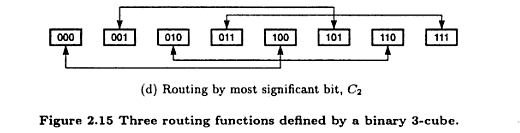 000 001 010 011 100 101 110 111
(d) Routing by most significant bit, C₂
Figure 2.15 Three routing functions defined by a binary 3-cube.